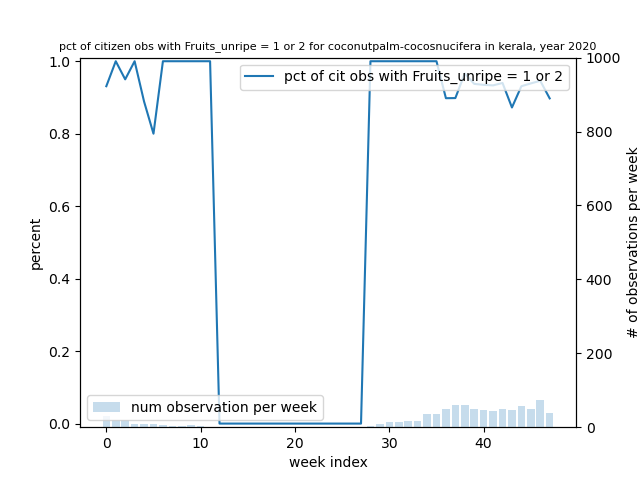 pct of citizen obs with Fruits_unripe = 1 or 2 for coconutpalm-cocosnucifera in kerala, year 2020
pct of cit obs with Fruits_unripe = 1 or 2
num observation per week
percent
1.0
0.8
0.6
0.4
0.2
0.0
0 10 20 30 40
week index
1000
800
600
400
200
0
# of observations per week